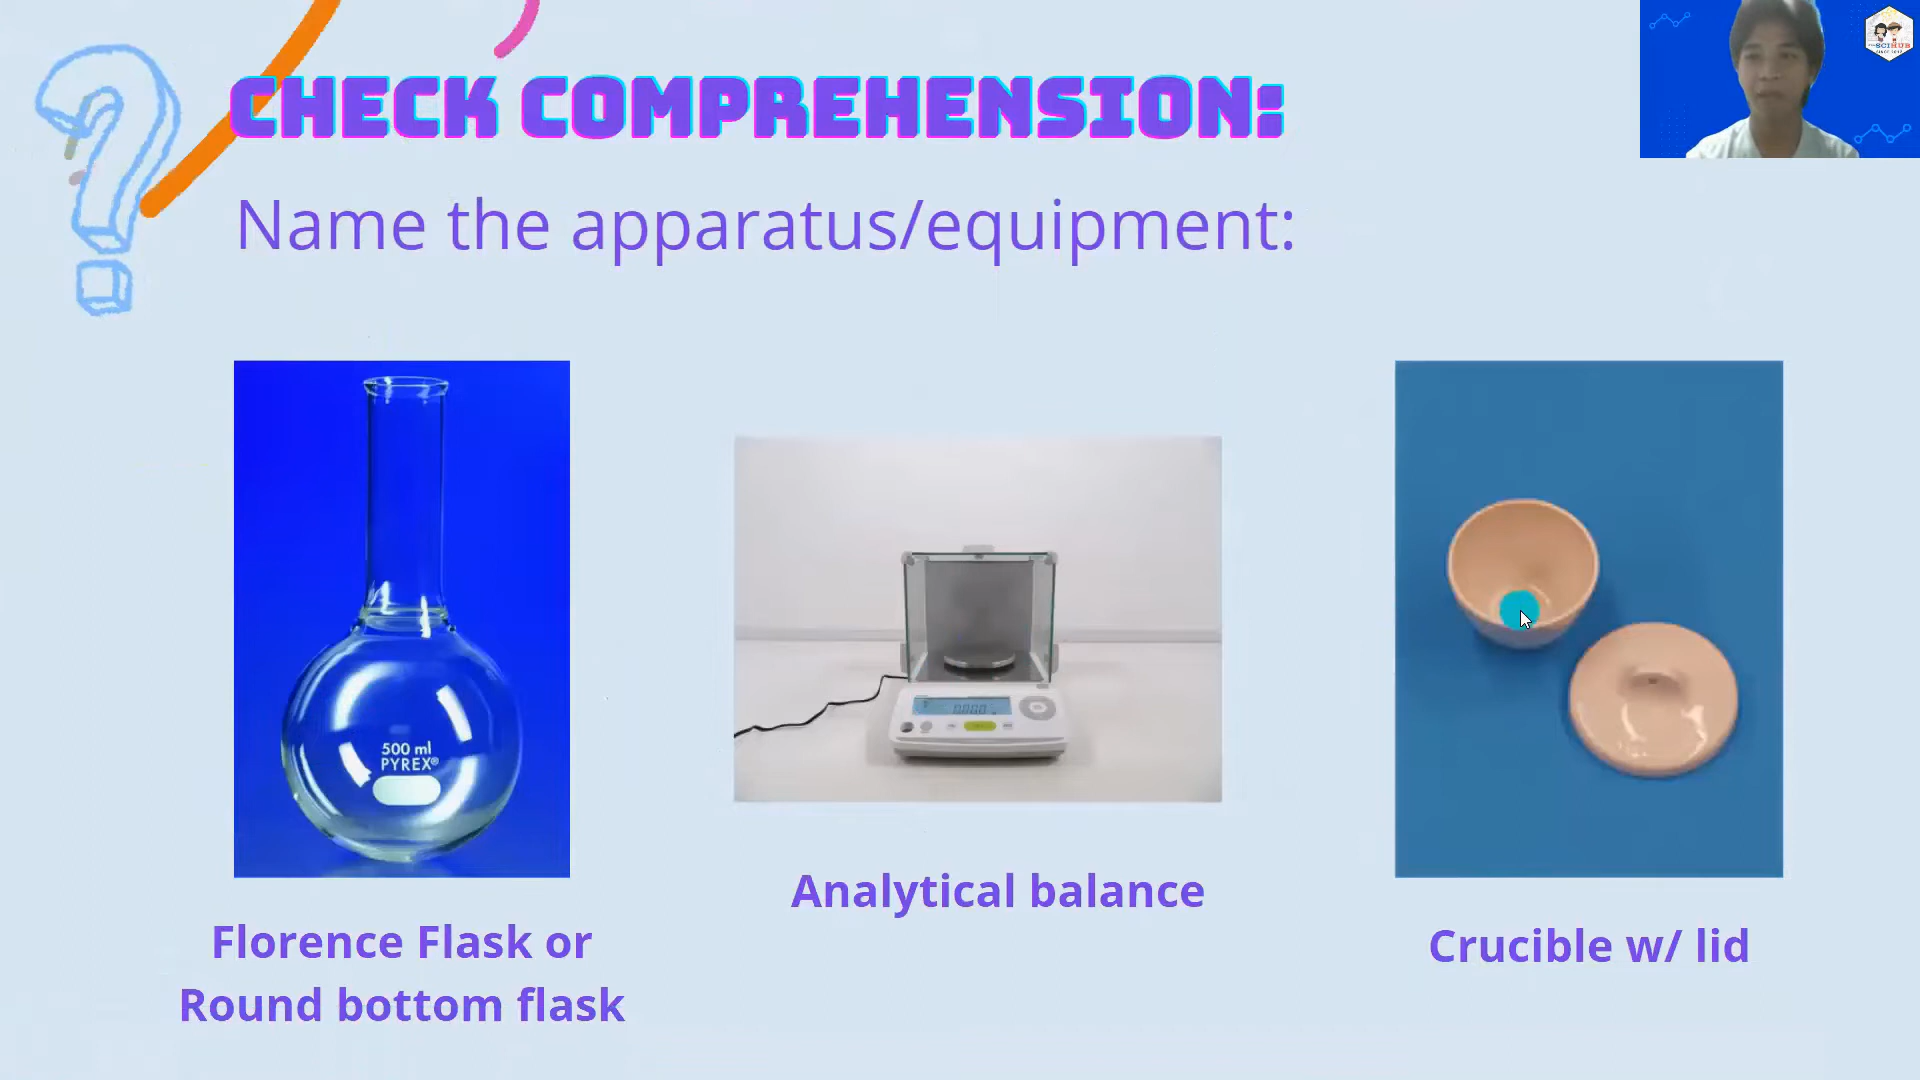 CHECK COMPREHENSION:
Name the apparatus/equipment:
SCIHUB
500 ml
PYREX®
Analytical balance
Florence Flask or
Round bottom flask
Crucible w/ lid